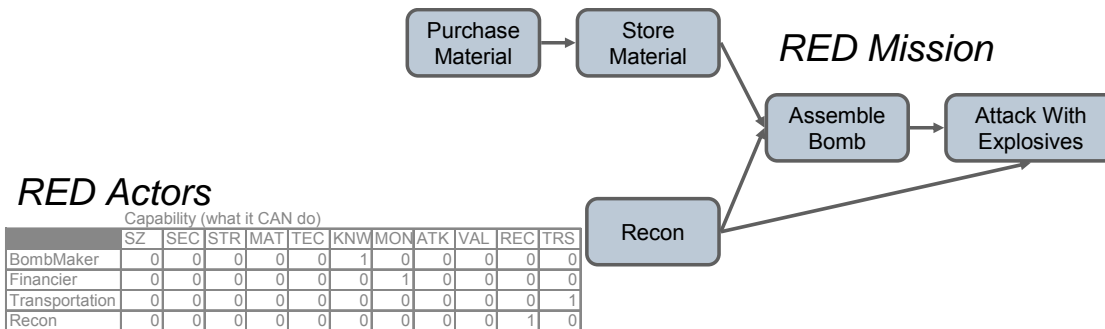 Purchase
Material
Store
Material
RED Mission
Assemble
Bomb
Attack With
Explosives
RED Actors
Capability (what it CAN do)
SZ SEC STR MAT TEC KNW MON ATK VAL REC TRS
BombMaker 0 0 0 0 0 1 0 0 0 0 0
Financier 0 0 0 0 0 0 1 0 0 0 0
Transportation 0 0 0 0 0 0 0 0 0 0 1
Recon 0 0 0 0 0 0 0 0 0 1 0
Recon